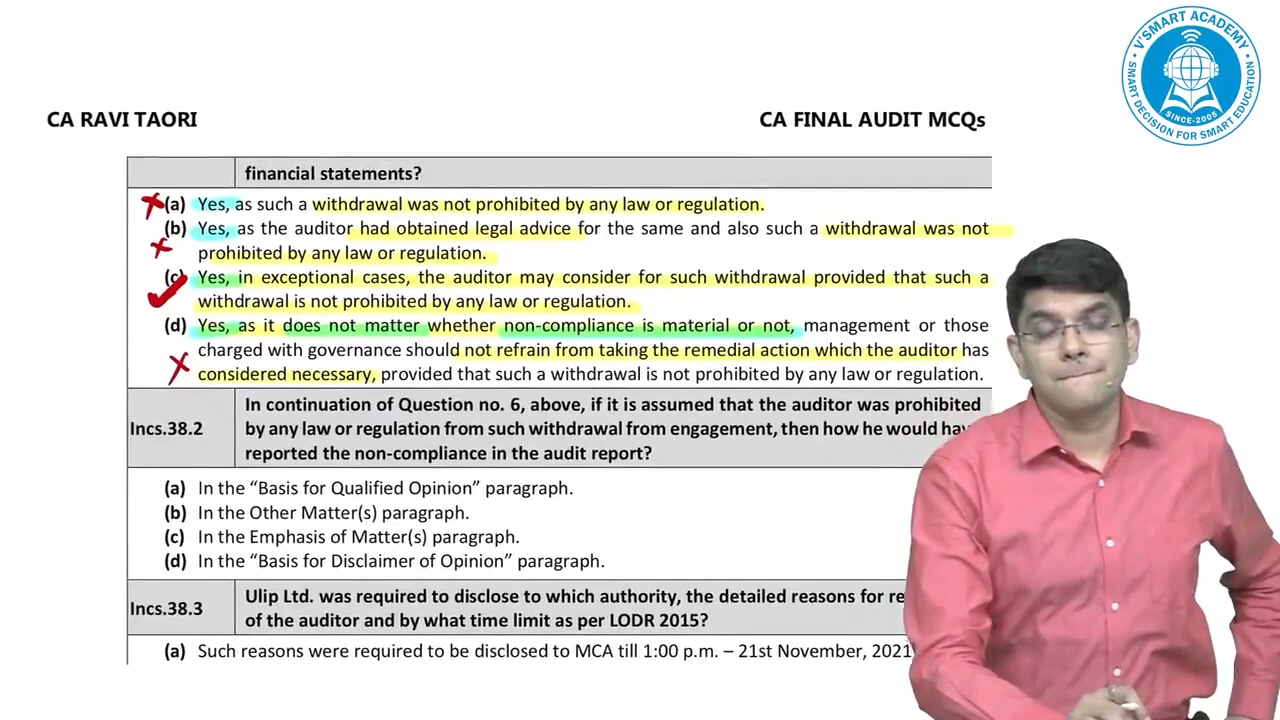 V'SMART ACADEMY
SMART DECISION FOR SMART EDUCATION
SINCE-2005
CA RAVI TAORI
CA FINAL AUDIT MCQs
financial statements?
(a) Yes, as such a withdrawal was not prohibited by any law or regulation.
(b) Yes, as the auditor had obtained legal advice for the same and also such a withdrawal was not
prohibited by any law or regulation.
(c) Yes, in exceptional cases, the auditor may consider for such withdrawal provided that such a
withdrawal is not prohibited by any law or regulation.
(d) Yes, as it does not matter whether non-compliance is material or not, management or those
charged with governance should not refrain from taking the remedial action which the auditor has
considered necessary, provided that such a withdrawal is not prohibited by any law or regulation.
Incs.38.2
In continuation of Question no. 6, above, if it is assumed that the auditor was prohibited
by any law or regulation from such withdrawal from engagement, then how he would
reported the non-compliance in the audit report?
(a) In the “Basis for Qualified Opinion” paragraph.
(b) In the Other Matter(s) paragraph.
(c) In the Emphasis of Matter(s) paragraph.
(d) In the “Basis for Disclaimer of Opinion” paragraph.
Incs.38.3
Ulip Ltd. was required to disclose to which authority, the detailed reasons for
of the auditor and by what time limit as per LODR 2015?
(a) Such reasons were required to be disclosed to MCA till 1:00 p.m. – 21st November, 2021